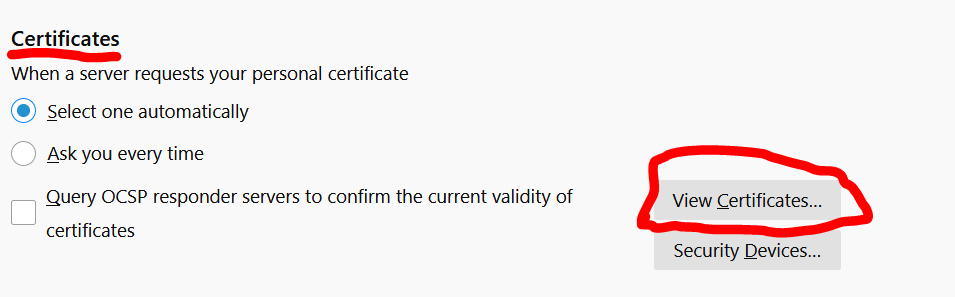 Certificates
When a server requests your personal certificate
Select one automatically
Ask you every time
Query OCSP responder servers to confirm the current validity of
certificates
View Certificates...
Security Devices...